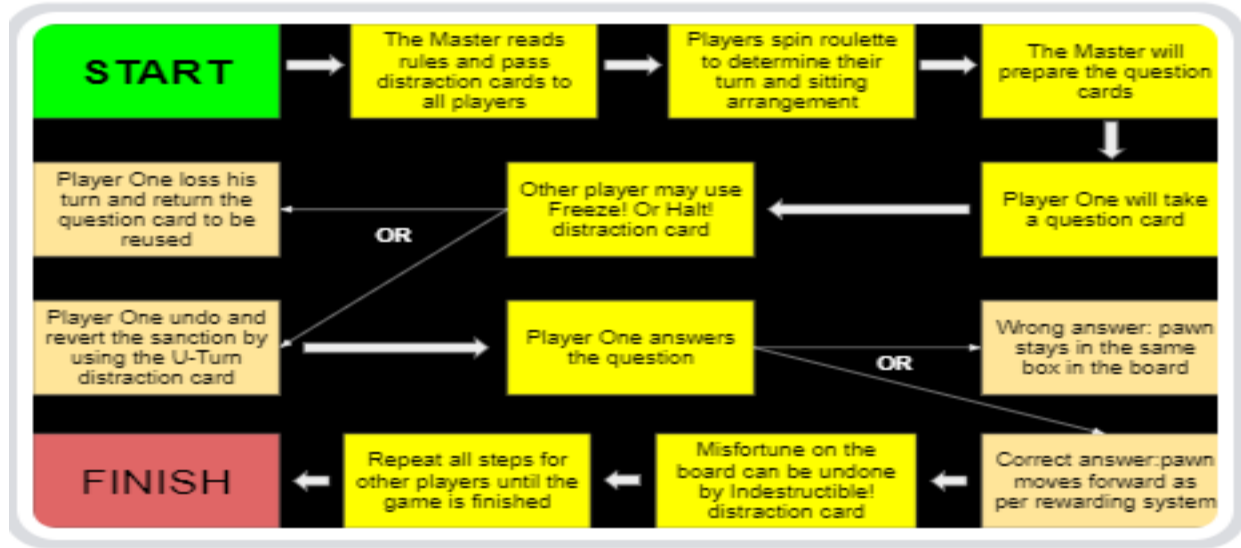 START
The Master reads
rules and pass
distraction cards to
all players
Players spin roulette
to determine their
turn and sitting
arrangement
The Master will
prepare the question
cards
Player One loss his
turn and return the
question card to be
reused
OR
Other player may use
Freeze! Or Halt!
distraction card
Player One will take
a question card
Player One undo and
revert the sanction by
using the U-Turn
distraction card
Player One answers
the question
OR
Wrong answer: pawn
stays in the same
box in the board
FINISH
Repeat all steps for
other players until the
game is finished
Misfortune on the
board can be undone
by Indestructible!
distraction card
Correct answer:pawn
moves forward as
per rewarding system